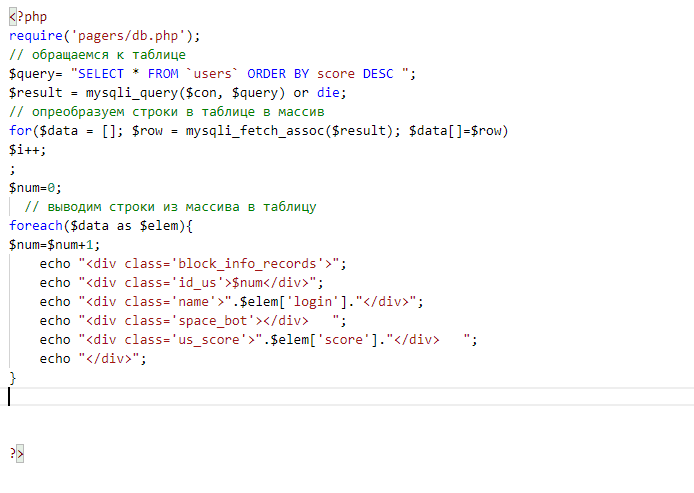 <?php
require('pagers/db.php');
// обращаемся к таблице
$query= "SELECT * FROM `users` ORDER BY score DESC ";
$result = mysqli_query($con, $query) or die;
// опреобразуем строки в таблице в массив
for($data = []; $row = mysqli_fetch_assoc($result); $data[]=$row)
$i++;
;
$num=0;
// выводим строки из массива в таблицу
foreach($data as $elem){
$num=$num+1;
echo "<div class='block_info_records'>";
echo "<div class='id_us'>$num</div>";
echo "<div class='name'>".$elem['login']."</div>";
echo "<div class='space_bot'></div>   ";
echo "<div class='us_score'>".$elem['score']."</div>   ";
echo "</div>";
}
?>